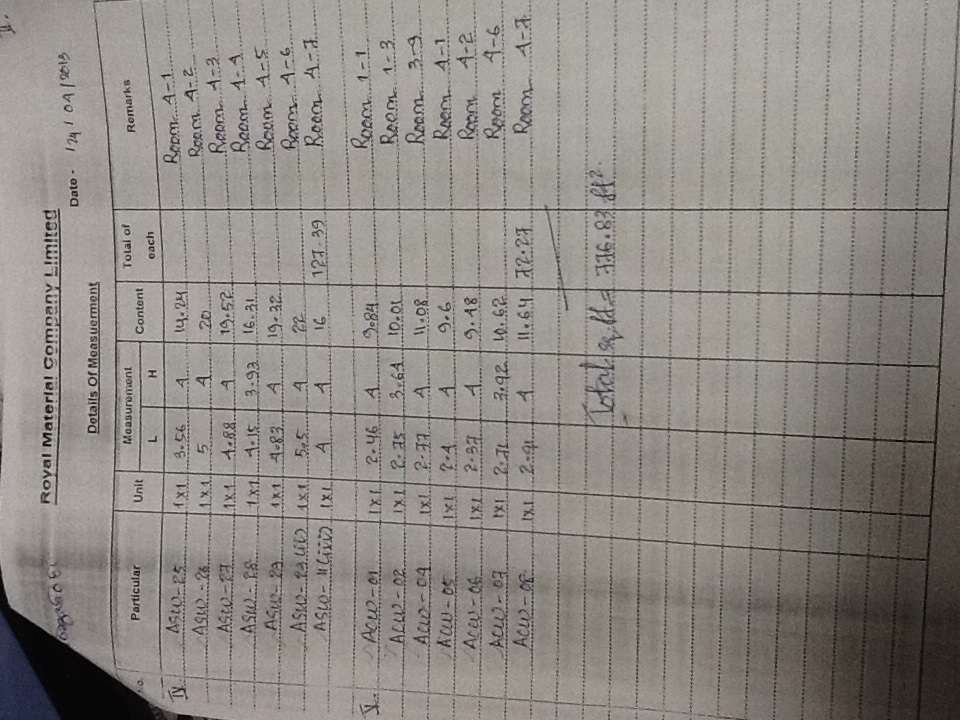 II.
Royal Material Company Limited
Date - 124 / 04 / 2013
Details Of Measuerment
No. Particular Unit Measurement L H Content Total of each Remarks
IV. ASW-25 1x1 3.56 4 14.24 Room 4-1
ASW-26 1x1 5 4 20 Room 4-2
ASW-27 1x1 4.88 4 19.52 Room 4-3
ASW-28 1x1 4.15 3.93 16.31 Room 4-4
ASW-29 1x1 4.83 4 19.32 Room 4-5
ASW-29(ii) 1x1 5.5 4 22 Room 4-6
ASW-11(iii) 1x1 4 4 16 127.39 Room 4-7
V. ACW-01 1x1 2.46 4 9.84 Room 1-1
ACW-02 1x1 2.75 3.64 10.01 Room 1-3
ACW-04 1x1 2.77 4 11.08 Room 3-9
ACW-05 1x1 2.4 4 9.6 Room 4-1
ACW-06 1x1 2.37 4 9.48 Room 4-2
ACW-07 1x1 2.71 3.92 10.62 Room 4-6
ACW-08 1x1 2.91 4 11.64 72.27 Room 4-7
Total sq.ft = 776.83 ft².